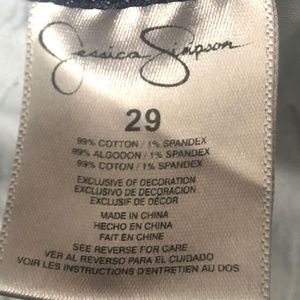 Jessica Simpson
29
99% COTTON / 1% SPANDEX
99% ALGODON / 1% SPANDEX
99% COTON / 1% SPANDEX
EXCLUSIVE OF DECORATION
EXCLUSIVO DE DECORACION
EXCLUSIF DE DÉCOR
MADE IN CHINA
HECHO EN CHINA
FAIT EN CHINE
SEE REVERSE FOR CARE
VER AL REVERSO PARA EL CUIDADO
VOIR LES INSTRUCTIONS D'ENTRETIEN AU DOS